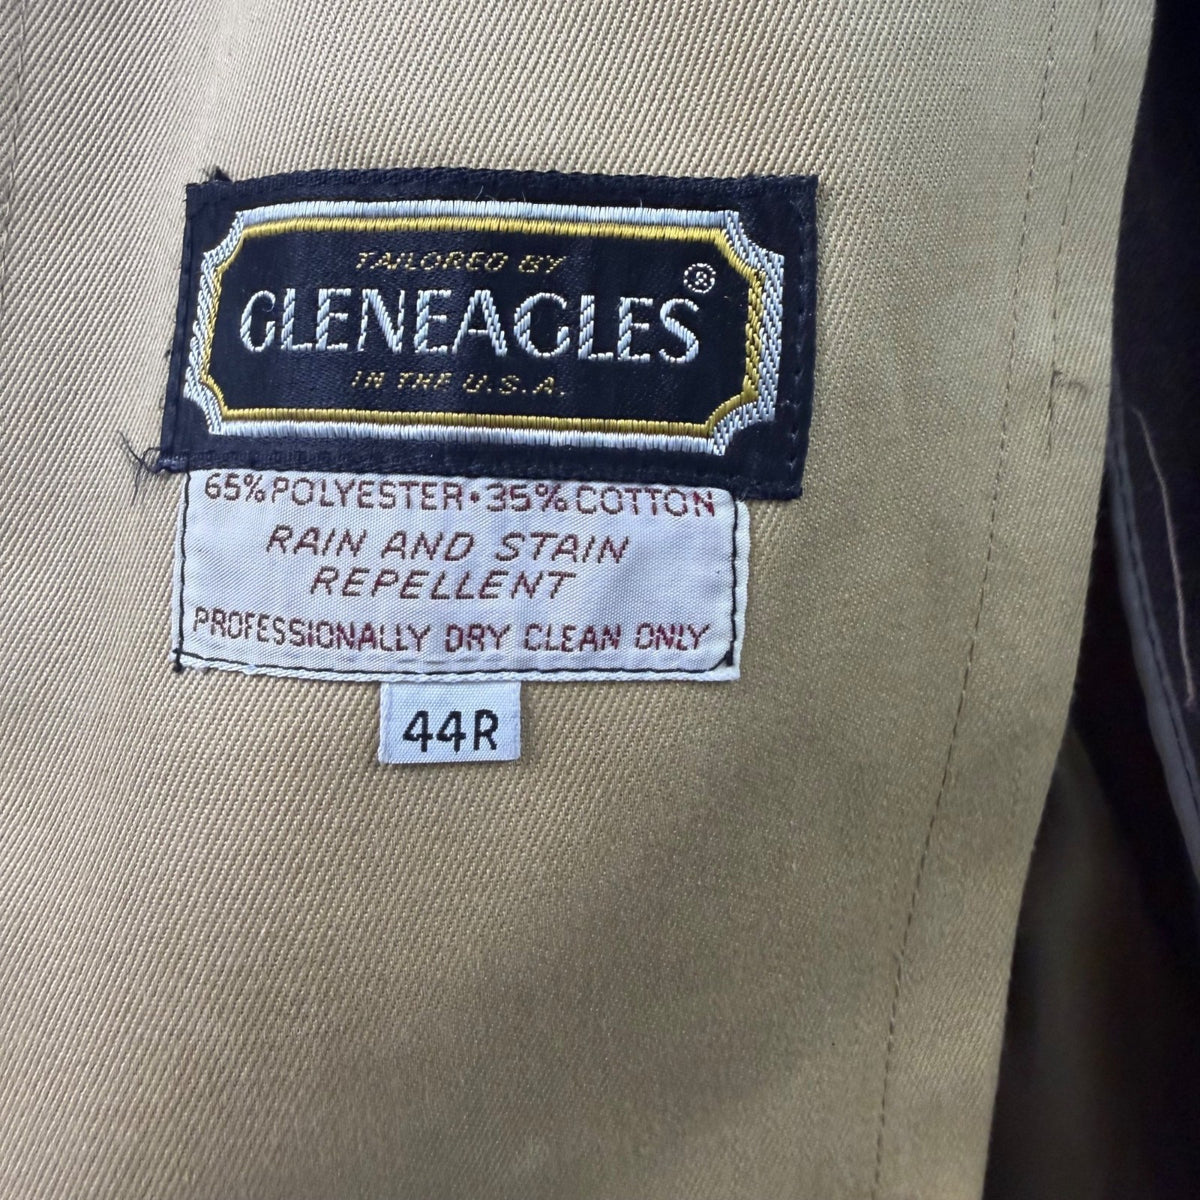 TAILORED BY
GLENEAGLES ®
IN THE U.S.A.
65% POLYESTER • 35% COTTON
RAIN AND STAIN
REPELLENT
PROFESSIONALLY DRY CLEAN ONLY
44R